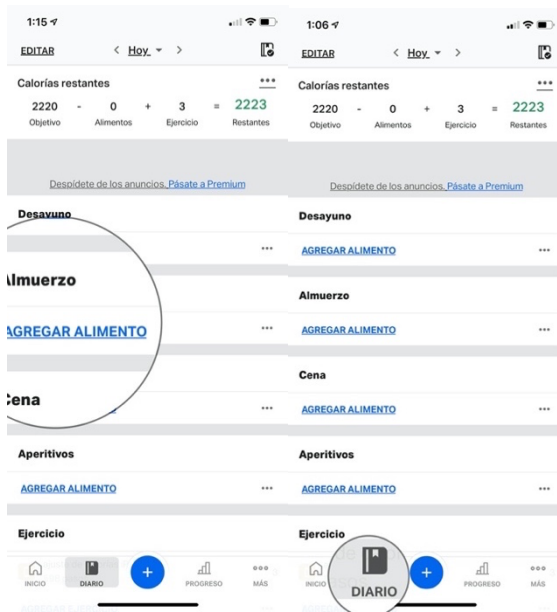 1:15
EDITAR < Hoy >
Calorías restantes
2220 - 0 + 3 = 2223
Objetivo Alimentos Ejercicio Restantes
Despídete de los anuncios. Pásate a Premium
Desayuno
Almuerzo
AGREGAR ALIMENTO
Cena
Aperitivos
AGREGAR ALIMENTO
Ejercicio
INICIO DIARIO PROGRESO MÁS
AGREGAR EJERCICIO
1:06
EDITAR < Hoy >
Calorías restantes
2220 - 0 + 3 = 2223
Objetivo Alimentos Ejercicio Restantes
Despídete de los anuncios. Pásate a Premium
Desayuno
AGREGAR ALIMENTO
Almuerzo
AGREGAR ALIMENTO
Cena
AGREGAR ALIMENTO
Aperitivos
AGREGAR ALIMENTO
Ejercicio
INICIO DIARIO PROGRESO MÁS